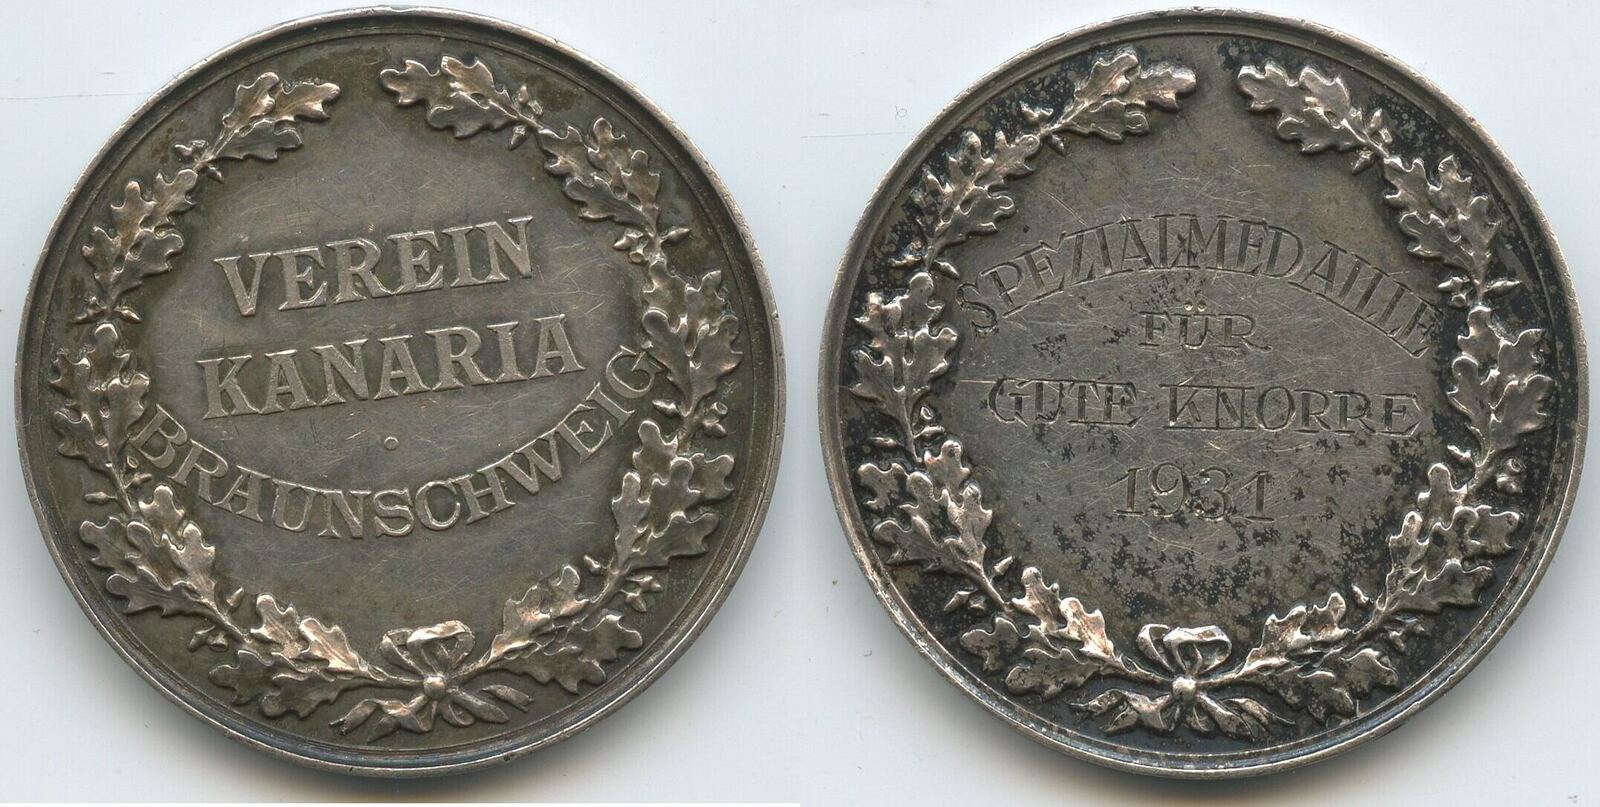 VEREIN
KANARIA
BRAUNSCHWEIG
SPEZIALMEDAILLE
FÜR
GUTE KNORRE
1931